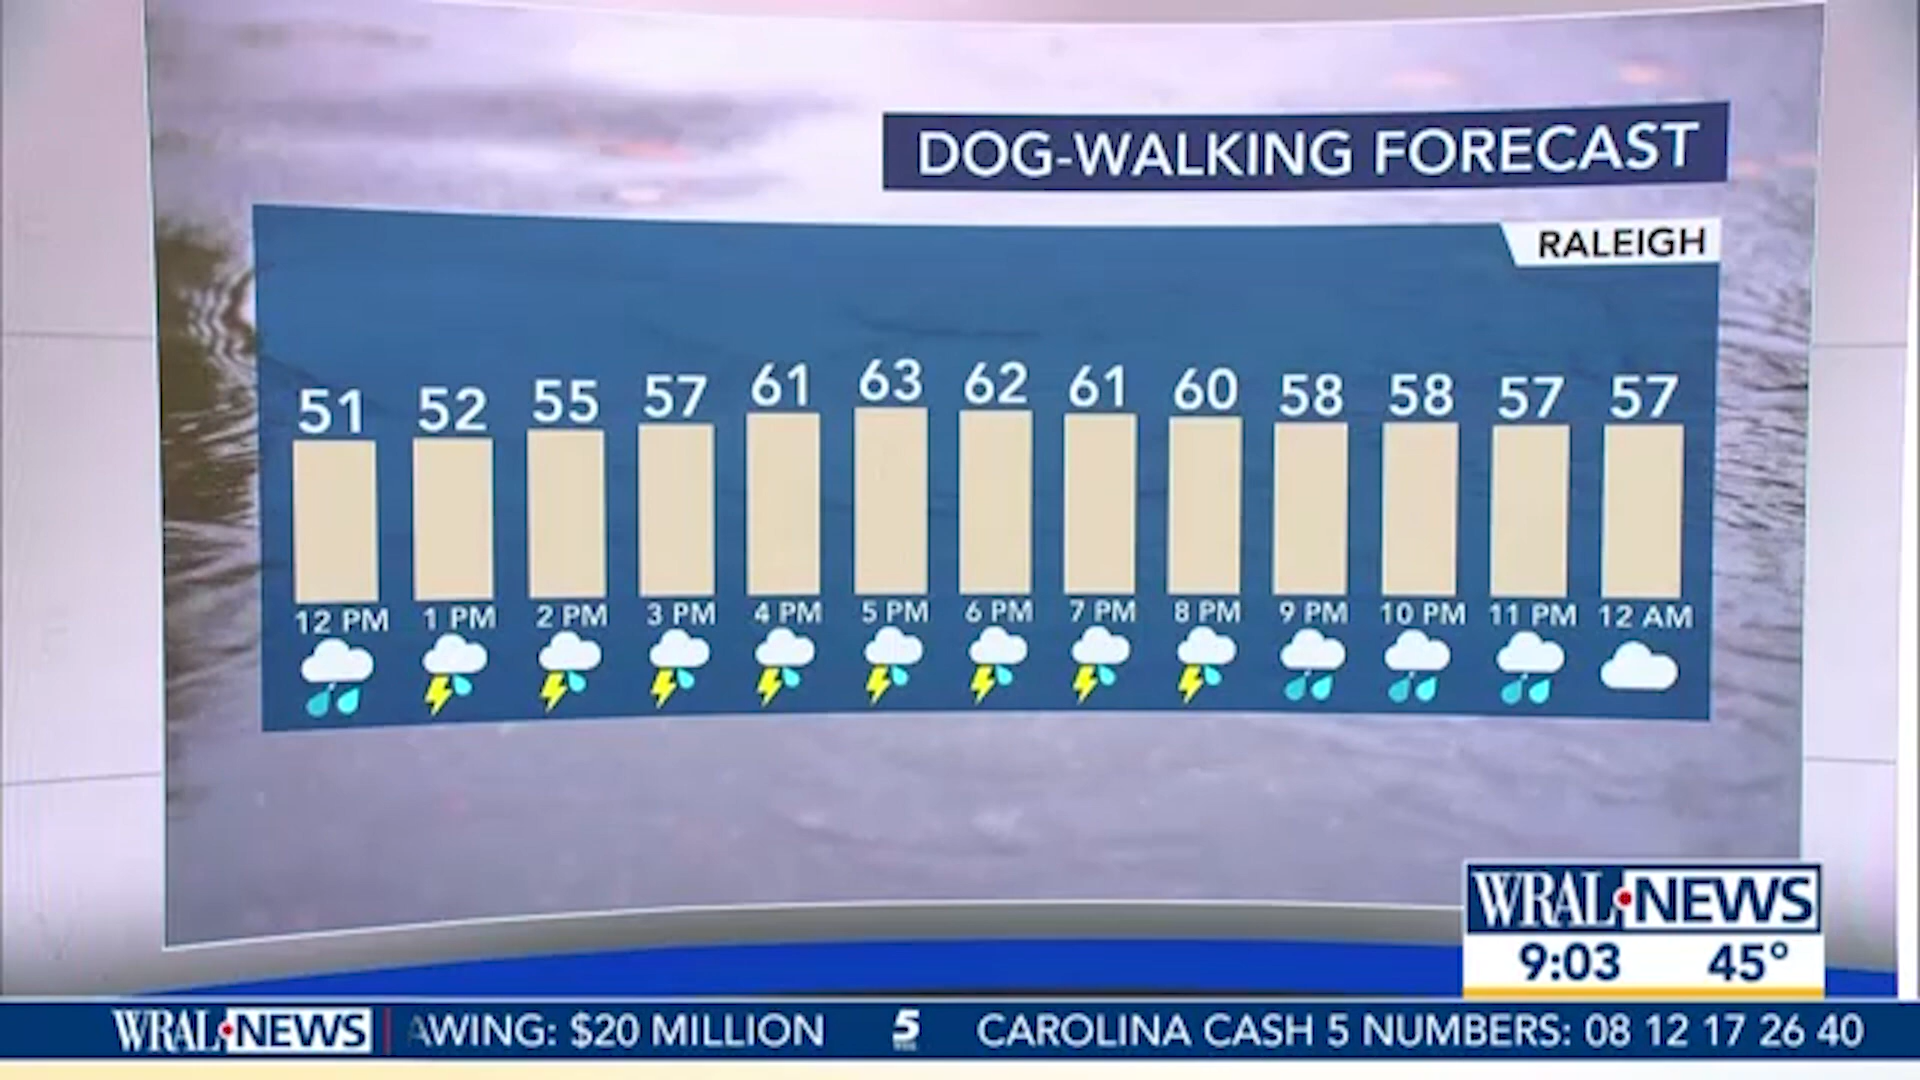 DOG-WALKING FORECAST
RALEIGH
51 52 55 57 61 63 62 61 60 58 58 57 57
12 PM 1 PM 2 PM 3 PM 4 PM 5 PM 6 PM 7 PM 8 PM 9 PM 10 PM 11 PM 12 AM
WRAL NEWS
9:03 45°
WRAL NEWS AWING: $20 MILLION 5 CAROLINA CASH 5 NUMBERS: 08 12 17 26 40